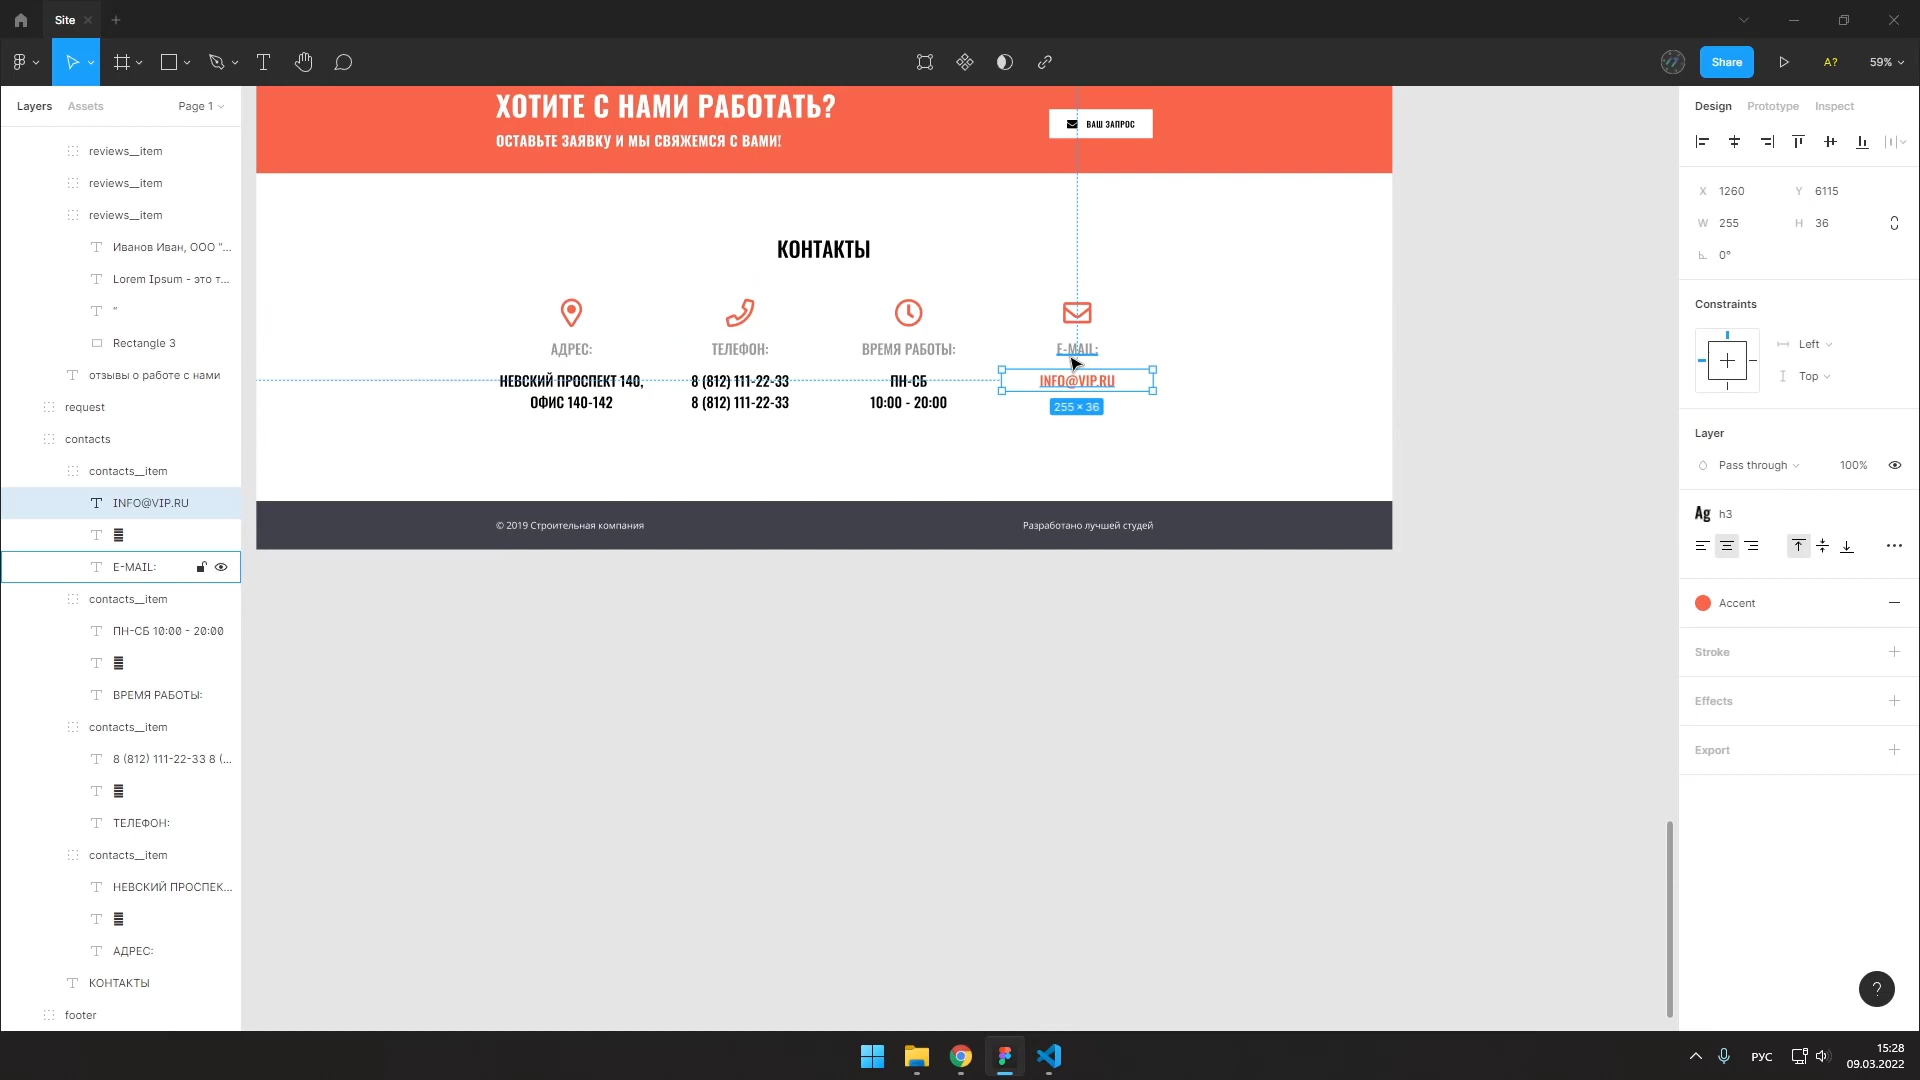 Site
Share
A?
59%
Layers
Assets
Page 1
Design
Prototype
Inspect
reviews__item
reviews__item
reviews__item
Иванов Иван, ООО "...
Lorem Ipsum - это т...
"
Rectangle 3
отзывы о работе с нами
request
contacts
contacts__item
INFO@VIP.RU
E-MAIL:
contacts__item
ПН-СБ 10:00 - 20:00
ВРЕМЯ РАБОТЫ:
contacts__item
8 (812) 111-22-33 8 (...
ТЕЛЕФОН:
contacts__item
НЕВСКИЙ ПРОСПЕК...
АДРЕС:
КОНТАКТЫ
footer
ХОТИТЕ С НАМИ РАБОТАТЬ?
ОСТАВЬТЕ ЗАЯВКУ И МЫ СВЯЖЕМСЯ С ВАМИ!
ВАШ ЗАПРОС
КОНТАКТЫ
АДРЕС:
НЕВСКИЙ ПРОСПЕКТ 140,
ОФИС 140-142
ТЕЛЕФОН:
8 (812) 111-22-33
8 (812) 111-22-33
ВРЕМЯ РАБОТЫ:
ПН-СБ
10:00 - 20:00
E-MAIL:
INFO@VIP.RU
255 × 36
© 2019 Строительная компания
Разработано лучшей студей
X 1260
Y 6115
W 255
H 36
0°
Constraints
Left
Top
Layer
Pass through
100%
Ag h3
Accent
Stroke
Effects
Export
?
РУС
15:28
09.03.2022